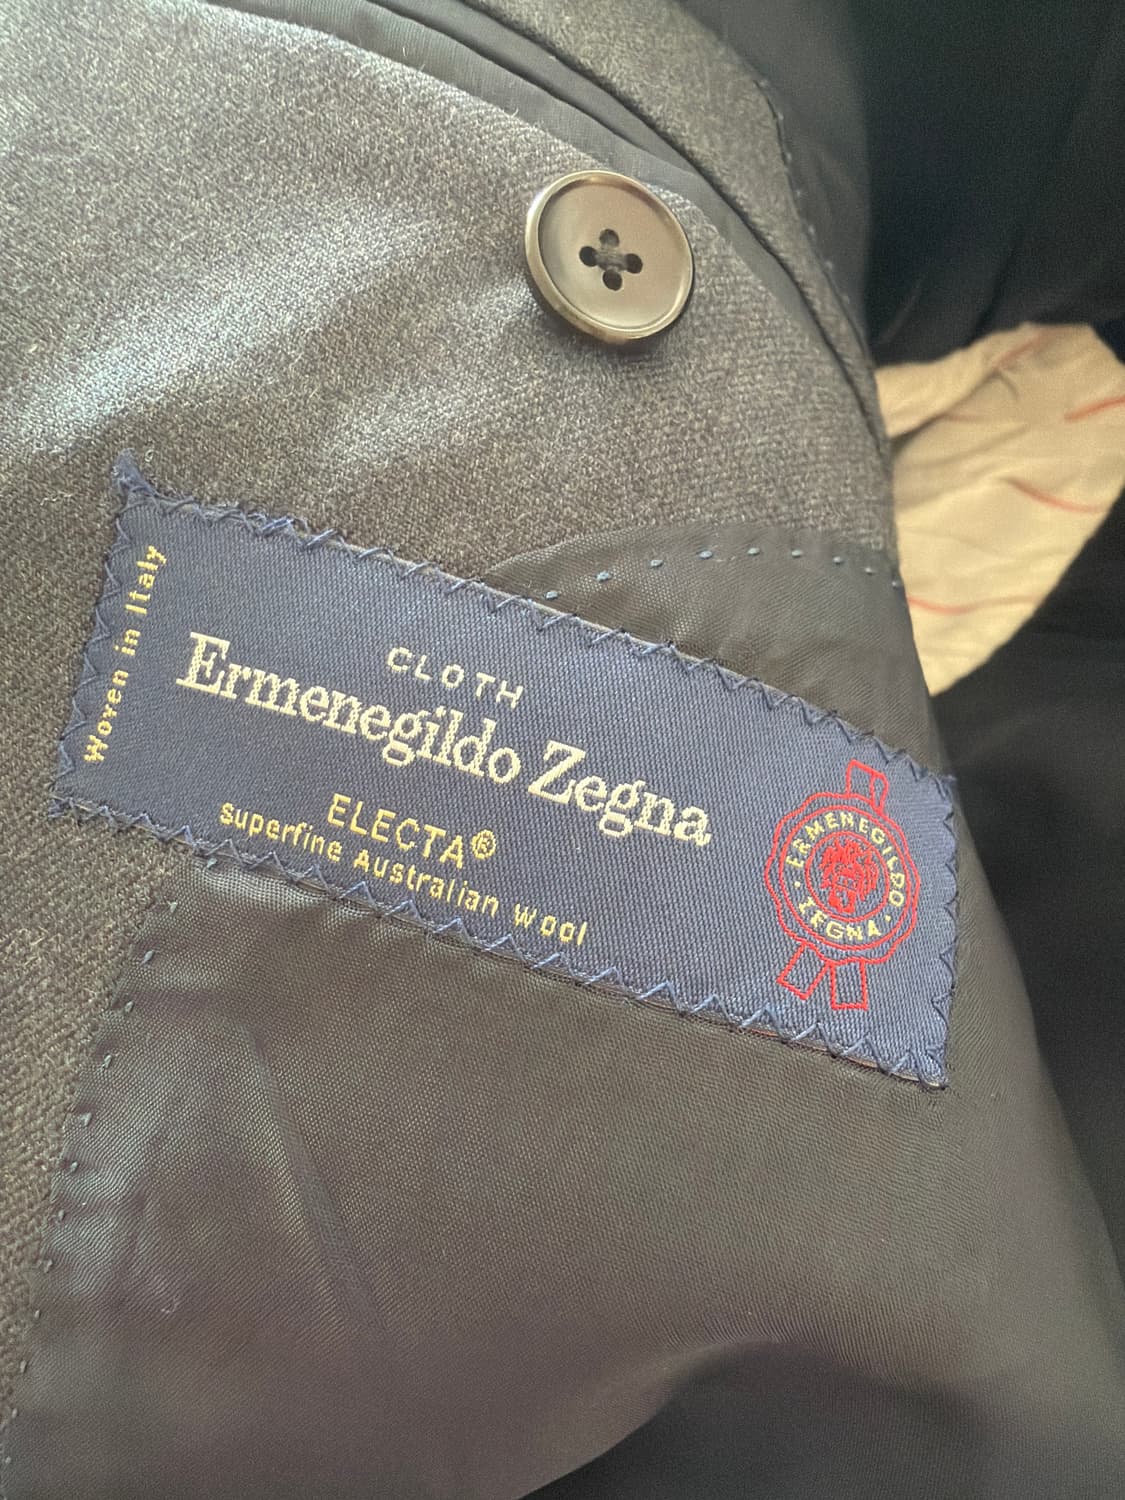 Woven in Italy
CLOTH
Ermenegildo Zegna
ELECTA®
superfine Australian wool
ERMENEGILDO
· ZEGNA ·